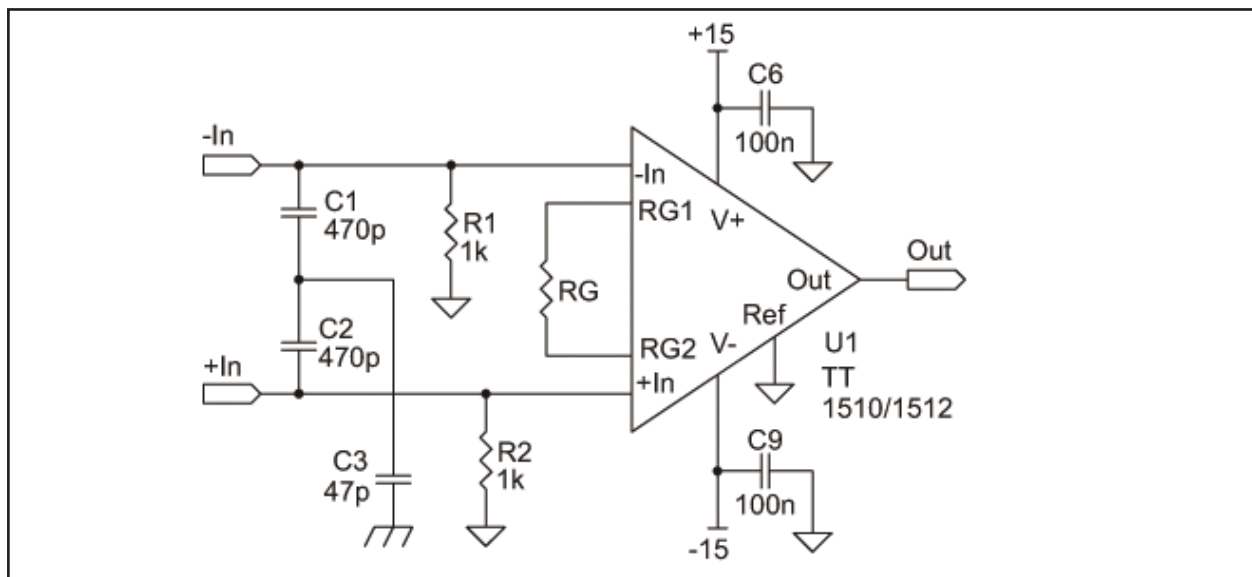 +15
C6
100n
-In
C1
470p
R1
1k
-In
RG1
V+
RG
Out
Out
Ref
C2
470p
+In
RG2
V-
+In
U1
TT
1510/1512
C3
47p
R2
1k
C9
100n
-15